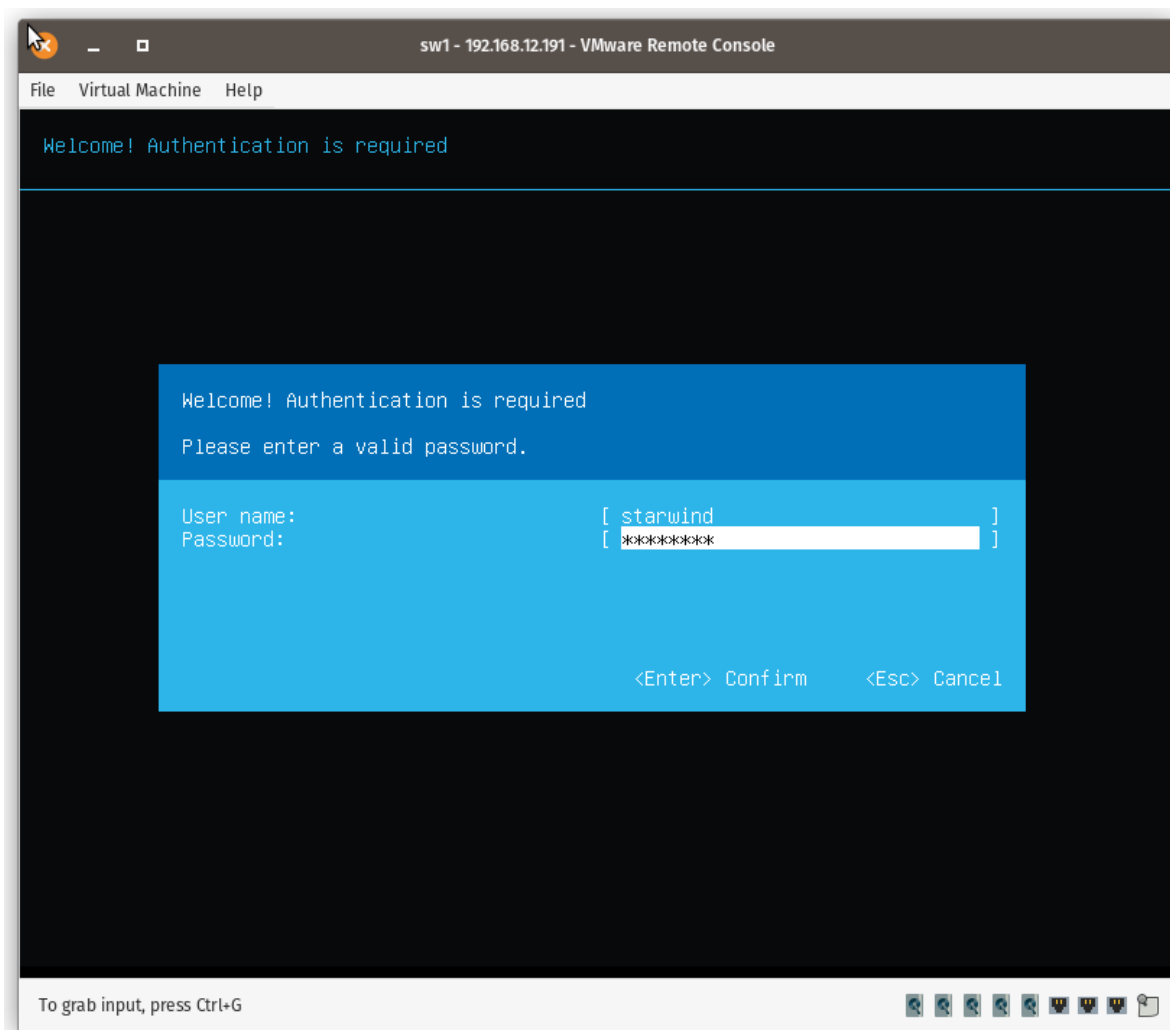 sw1 - 192.168.12.191 - VMware Remote Console
File Virtual Machine Help
Welcome! Authentication is required
Welcome! Authentication is required
Please enter a valid password.
User name: [ starwind ]
Password: [ ******** ]
<Enter> Confirm <Esc> Cancel
To grab input, press Ctrl+G